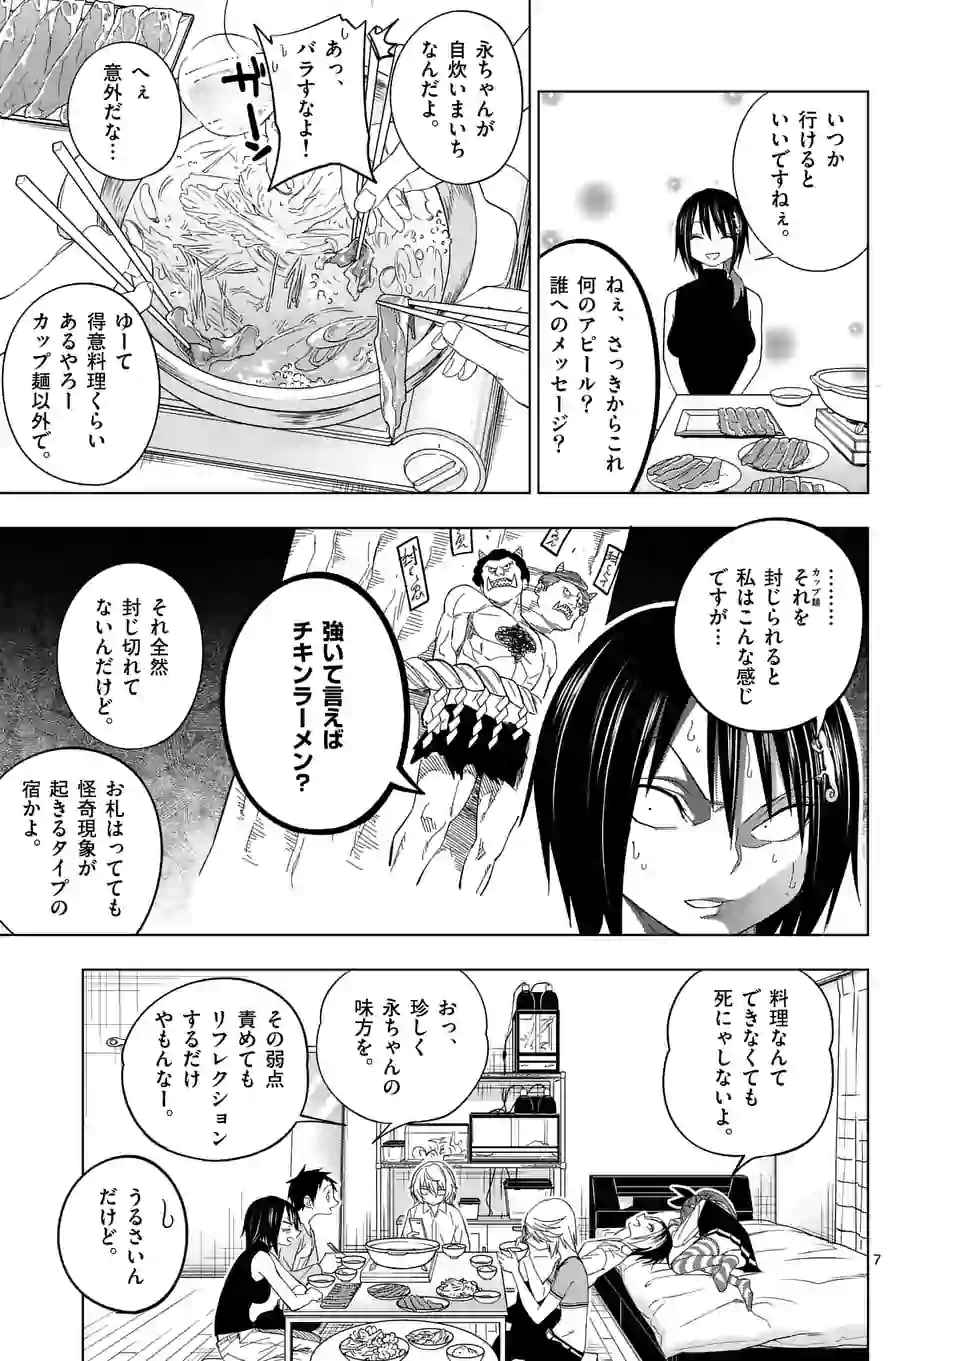 いつか
行けると
いいですねぇ。
ねぇ、さっきからこれ
何のアピール？
誰へのメッセージ？
永ちゃんが
自炊いまいち
なんだよ。
あっ、
バラすなよ！
ギーン
へぇ
意外だな…
ゆーて
得意料理くらい
あるやろー
カップ麺以外で。
………
それを
カップ麺
封じられると
私はこんな感じ
ですが…
強いて言えば
チキンラーメン？
それ全然
封じ切れて
ないんだけど。
お札はってても
怪奇現象が
起きるタイプの
宿かよ。
料理なんて
できなくても
死にゃしないよ。
おっ、
珍しく
永ちゃんの
味方を。
その弱点
責めても
リフレクション
するだけ
やもんなー。
うるさいん
だけど。
7